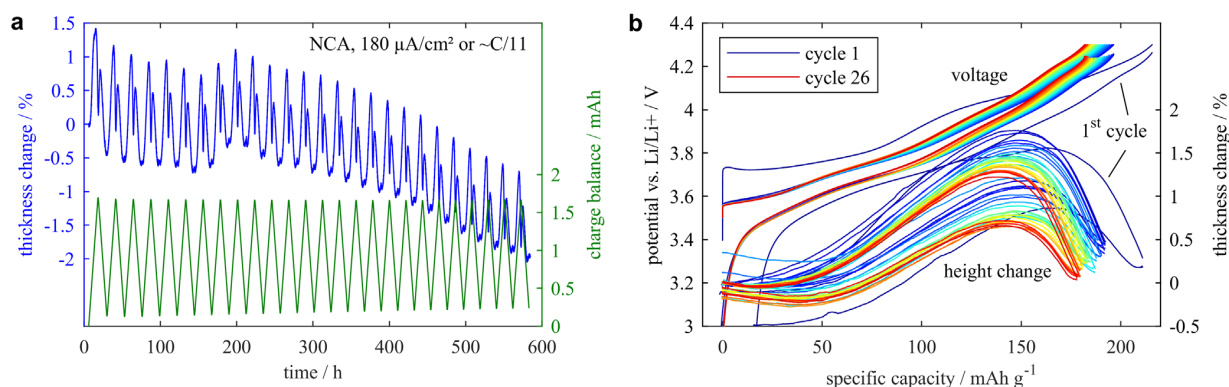 a
NCA, 180 µA/cm² or ~C/11
thickness change / %
1.5
1
0.5
0
-0.5
-1
-1.5
-2
charge balance / mAh
2
1.5
1
0.5
0
0 100 200 300 400 500 600
time / h
b
cycle 1
cycle 26
voltage
1st cycle
height change
potential vs. Li/Li+ / V
4.4
4.2
4
3.8
3.6
3.4
3.2
3
thickness change / %
2
1.5
1
0.5
0
-0.5
0 50 100 150 200
specific capacity / mAh g-1